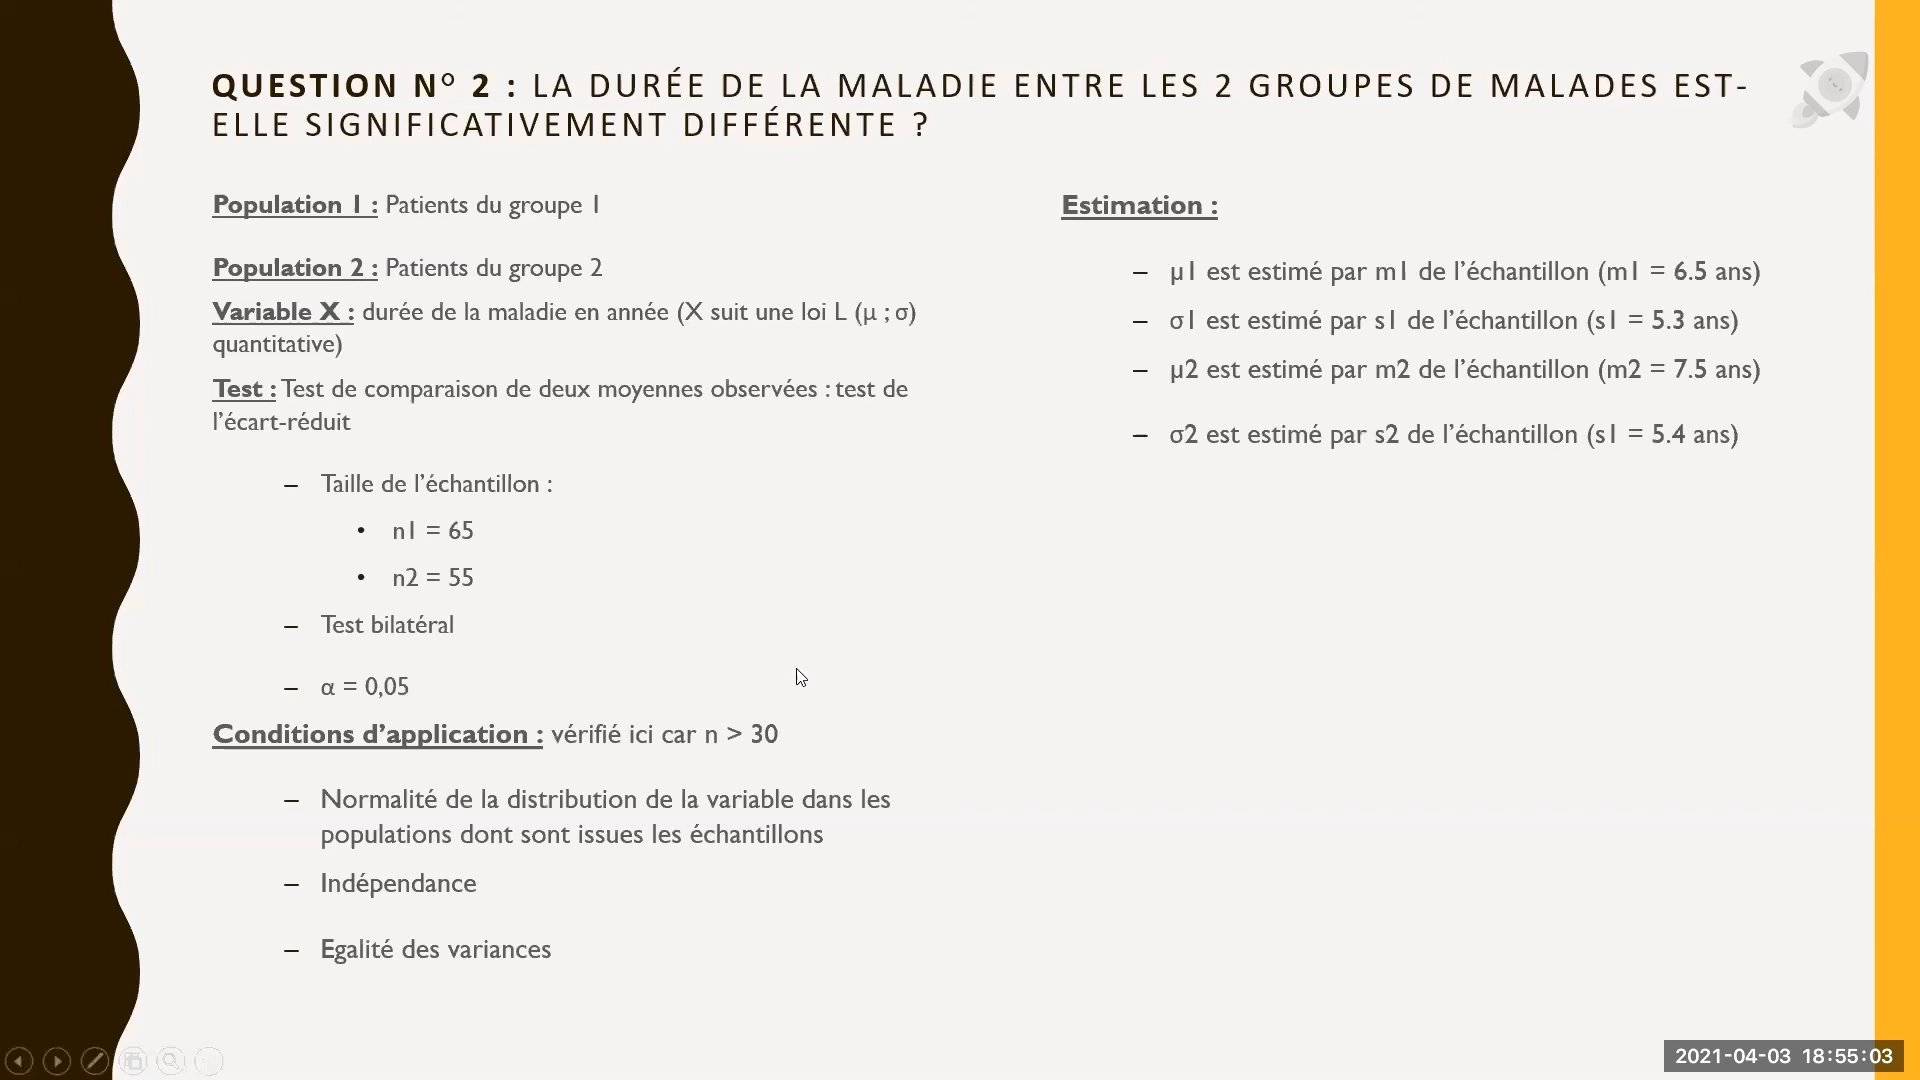 QUESTION N° 2 : LA DURÉE DE LA MALADIE ENTRE LES 2 GROUPES DE MALADES EST-
ELLE SIGNIFICATIVEMENT DIFFÉRENTE ?
Population 1 : Patients du groupe 1
Population 2 : Patients du groupe 2
Variable X : durée de la maladie en année (X suit une loi L (µ ; σ)
quantitative)
Test : Test de comparaison de deux moyennes observées : test de
l’écart-réduit
– Taille de l’échantillon :
• n1 = 65
• n2 = 55
– Test bilatéral
– α = 0,05
Conditions d’application : vérifié ici car n > 30
– Normalité de la distribution de la variable dans les
populations dont sont issues les échantillons
– Indépendance
– Egalité des variances
Estimation :
– µ1 est estimé par m1 de l’échantillon (m1 = 6.5 ans)
– σ1 est estimé par s1 de l’échantillon (s1 = 5.3 ans)
– µ2 est estimé par m2 de l’échantillon (m2 = 7.5 ans)
– σ2 est estimé par s2 de l’échantillon (s1 = 5.4 ans)
2021-04-03 18:55:03